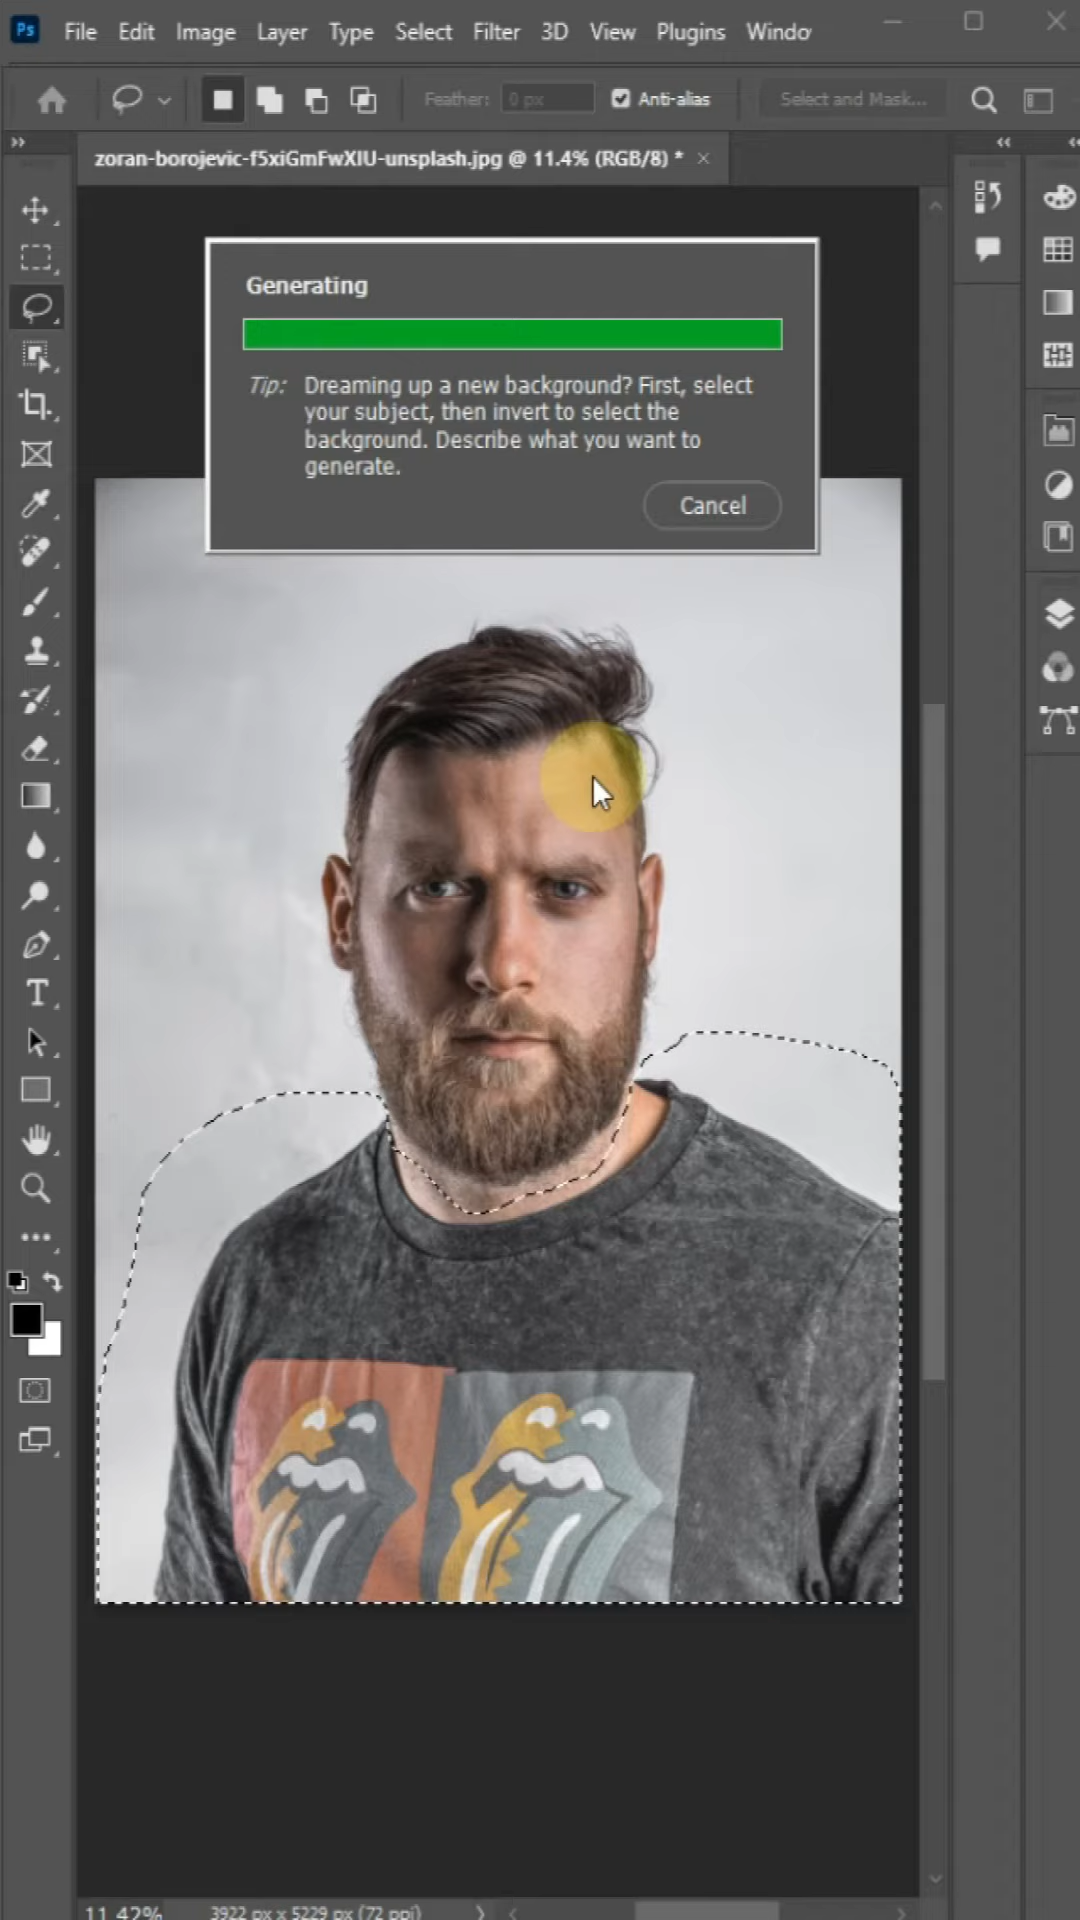 Ps File Edit Image Layer Type Select Filter 3D View Plugins Windo
Feather: 0 px Anti-alias Select and Mask...
zoran-borojevic-f5xiGmFwXIU-unsplash.jpg @ 11.4% (RGB/8) *
Generating
Tip: Dreaming up a new background? First, select
your subject, then invert to select the
background. Describe what you want to
generate.
Cancel
11.42% 3922 px x 5229 px (72 ppi)